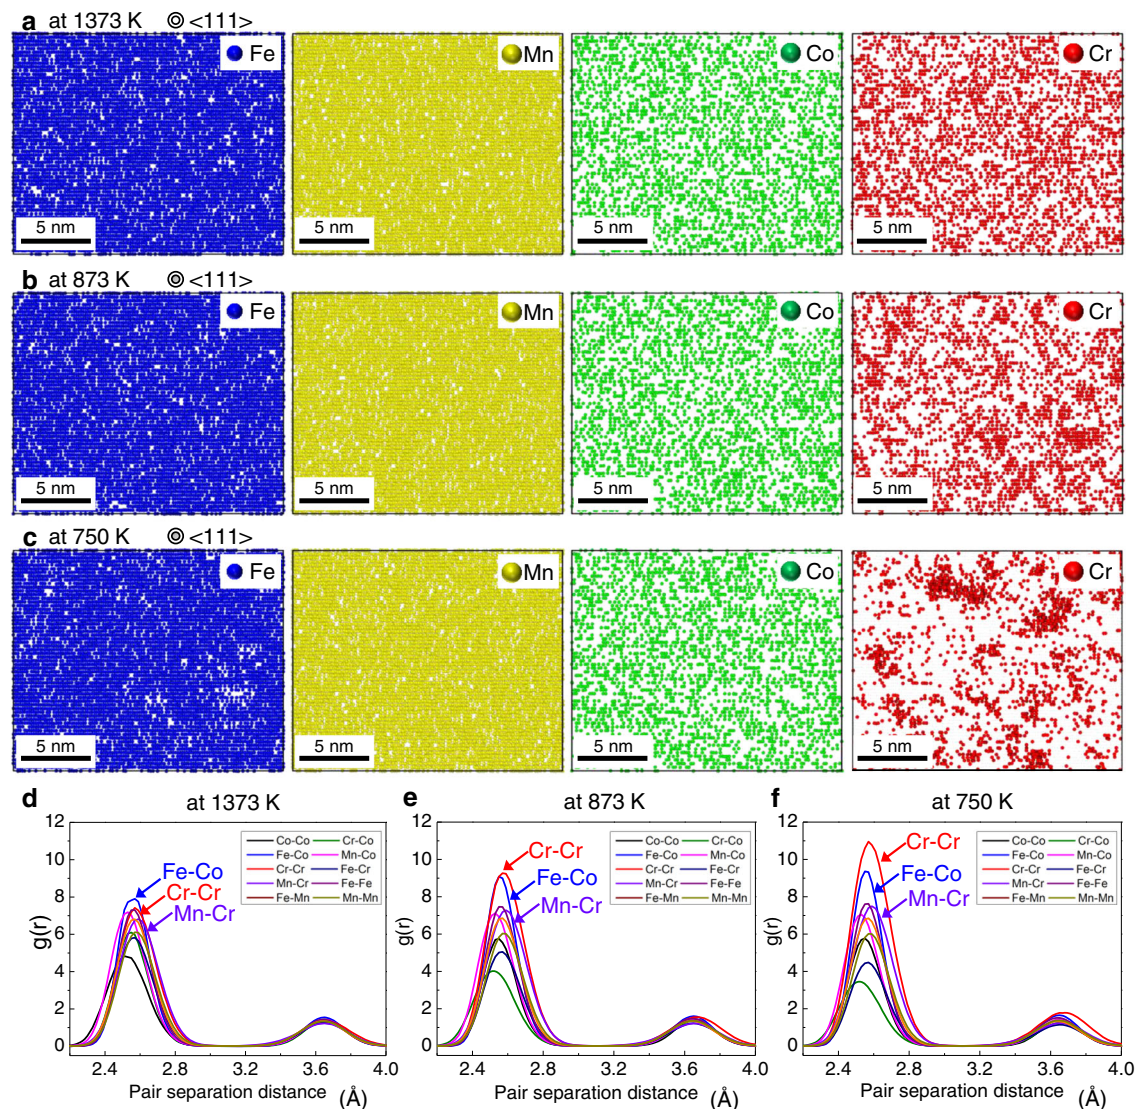 a at 1373 K ◎ <111>
Fe
Mn
Co
Cr
5 nm
5 nm
5 nm
5 nm
b at 873 K ◎ <111>
Fe
Mn
Co
Cr
5 nm
5 nm
5 nm
5 nm
c at 750 K ◎ <111>
Fe
Mn
Co
Cr
5 nm
5 nm
5 nm
5 nm
d at 1373 K
g(r)
12
10
8
6
4
2
0
Co–Co Cr–Co
Fe–Co Mn–Co
Cr–Cr Fe–Cr
Mn–Cr Fe–Fe
Fe–Mn Mn–Mn
Fe-Co
Cr-Cr
Mn-Cr
2.4 2.8 3.2 3.6 4.0
Pair separation distance (Å)
e at 873 K
g(r)
12
10
8
6
4
2
0
Co–Co Cr–Co
Fe–Co Mn–Co
Cr–Cr Fe–Cr
Mn–Cr Fe–Fe
Fe–Mn Mn–Mn
Cr-Cr
Fe-Co
Mn-Cr
2.4 2.8 3.2 3.6 4.0
Pair separation distance (Å)
f at 750 K
g(r)
12
10
8
6
4
2
0
Co–Co Cr–Co
Fe–Co Mn–Co
Cr–Cr Fe–Cr
Mn–Cr Fe–Fe
Fe–Mn Mn–Mn
Cr-Cr
Fe-Co
Mn-Cr
2.4 2.8 3.2 3.6 4.0
Pair separation distance (Å)